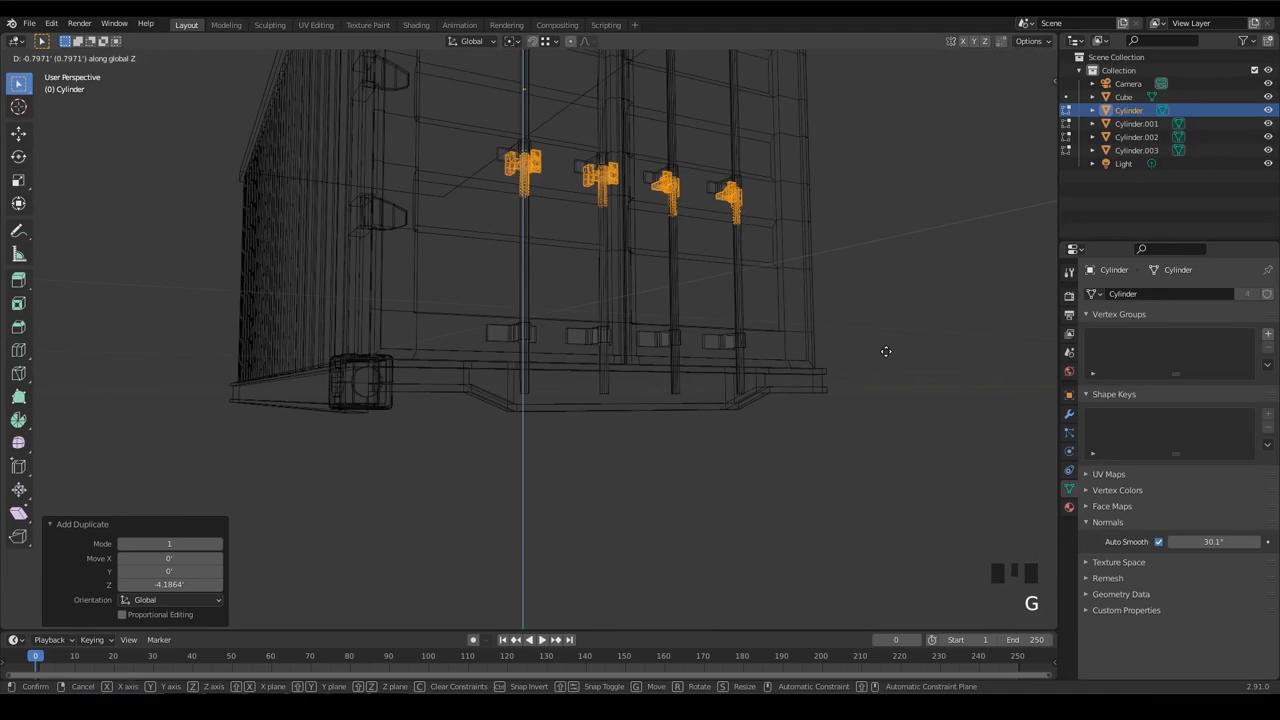 File Edit Render Window Help
Layout Modeling Sculpting UV Editing Texture Paint Shading Animation Rendering Compositing Scripting +
Scene
View Layer
Global
X Y Z
Options
D: -0.7971' (0.7971') along global Z
User Perspective
(0) Cylinder
Scene Collection
Collection
Camera
Cube
Cylinder
Cylinder.001
Cylinder.002
Cylinder.003
Light
Cylinder Cylinder
Cylinder 4
Vertex Groups
Shape Keys
UV Maps
Vertex Colors
Face Maps
Normals
Auto Smooth 30.1°
Texture Space
Remesh
Geometry Data
Custom Properties
Add Duplicate
Mode 1
Move X 0'
Y 0'
Z -4.1864'
Orientation Global
Proportional Editing
G
Playback Keying View Marker
0 Start 1 End 250
0 10 20 30 40 50 60 70 80 90 100 110 120 130 140 150 160 170 180 190 200 210 220 230 240 250
Confirm Cancel X X axis Y Y axis Z Z axis X X plane Y Y plane Z Z plane C Clear Constraints Ctrl Snap Invert Snap Toggle G Move R Rotate S Resize Automatic Constraint Automatic Constraint Plane 2.91.0